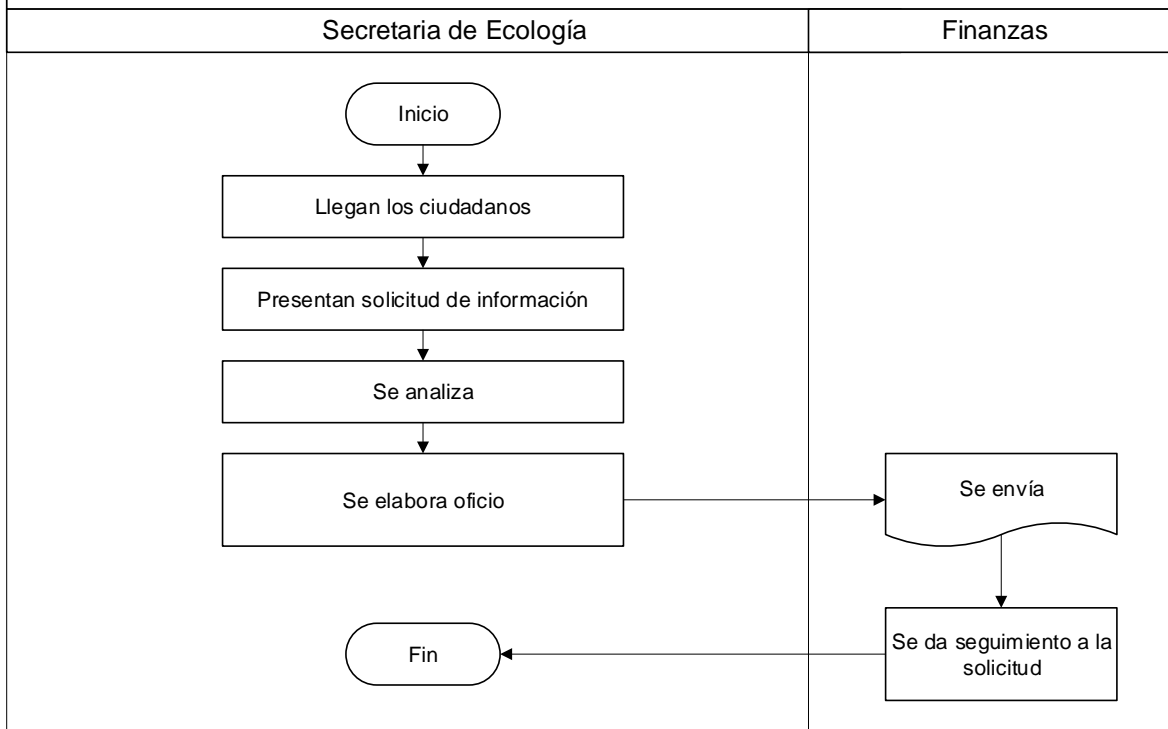 Secretaria de Ecología
Finanzas
Inicio
Llegan los ciudadanos
Presentan solicitud de información
Se analiza
Se elabora oficio
Se envía
Se da seguimiento a la
solicitud
Fin